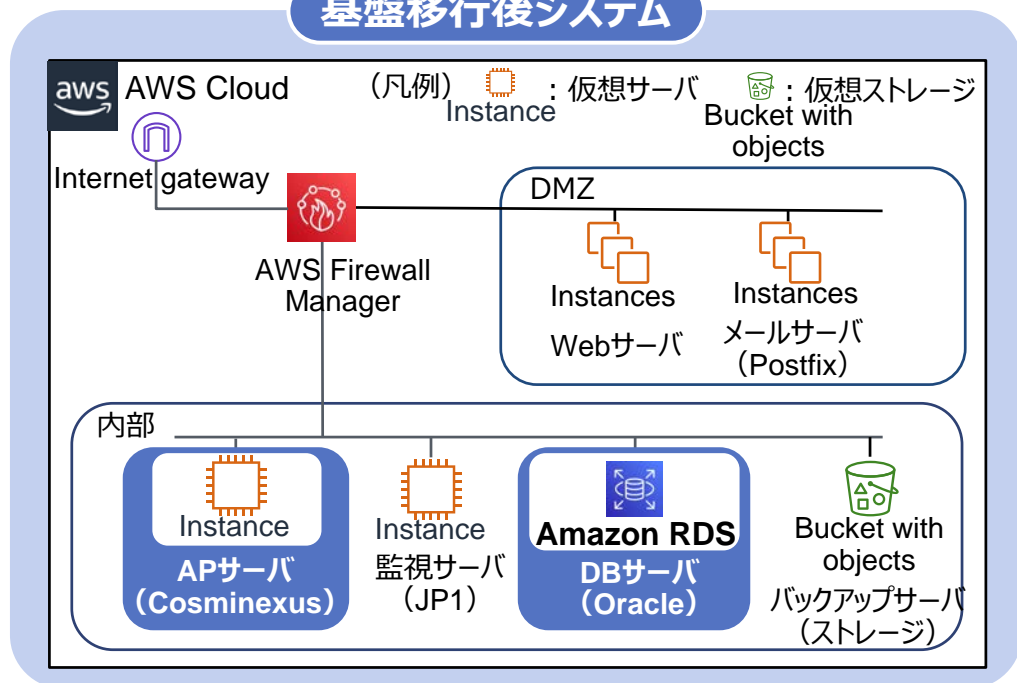 基盤移行後システム
aws AWS Cloud
（凡例） Instance ：仮想サーバ
Bucket with objects ：仮想ストレージ
Internet gateway
AWS Firewall
Manager
DMZ
Instances
Webサーバ
Instances
メールサーバ
（Postfix）
内部
Instance
APサーバ
（Cosminexus）
Instance
監視サーバ
（JP1）
Amazon RDS
DBサーバ
（Oracle）
Bucket with
objects
バックアップサーバ
（ストレージ）